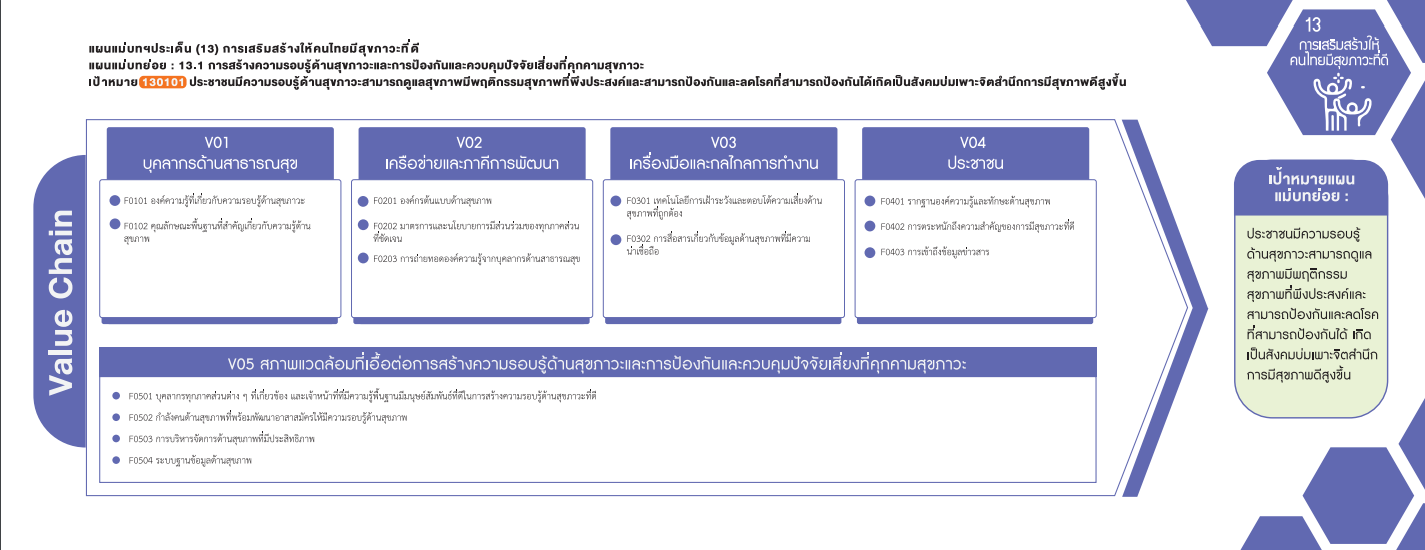 แผนแม่บทฯประเด็น (13) การเสริมสร้างให้คนไทยมีสุขภาวะที่ดี
แผนแม่บทย่อย : 13.1 การสร้างความรอบรู้ด้านสุขภาวะและการป้องกันและควบคุมปัจจัยเสี่ยงที่คุกคามสุขภาวะ
เป้าหมาย 130101 ประชาชนมีความรอบรู้ด้านสุขภาวะสามารถดูแลสุขภาพมีพฤติกรรมสุขภาพที่พึงประสงค์และสามารถป้องกันและลดโรคที่สามารถป้องกันได้เกิดเป็นสังคมบ่มเพาะจิตสำนึกการมีสุขภาพดีสูงขึ้น
13
การเสริมสร้างให้
คนไทยมีสุขภาวะที่ดี
Value Chain
V01
บุคลากรด้านสาธารณสุข
F0101 องค์ความรู้ที่เกี่ยวกับความรอบรู้ด้านสุขภาวะ
F0102 คุณลักษณะพื้นฐานที่สำคัญเกี่ยวกับความรู้ด้าน
สุขภาพ
V02
เครือข่ายและภาคีการพัฒนา
F0201 องค์กรต้นแบบด้านสุขภาพ
F0202 มาตรการและนโยบายการมีส่วนร่วมของทุกภาคส่วน
ที่ชัดเจน
F0203 การถ่ายทอดองค์ความรู้จากบุคลากรด้านสาธารณสุข
V03
เครื่องมือและกลไกลการทำงาน
F0301 เทคโนโลยีการเฝ้าระวังและตอบโต้ความเสี่ยงด้าน
สุขภาพที่ถูกต้อง
F0302 การสื่อสารเกี่ยวกับข้อมูลด้านสุขภาพที่มีความ
น่าเชื่อถือ
V04
ประชาชน
F0401 รากฐานองค์ความรู้และทักษะด้านสุขภาพ
F0402 การตระหนักถึงความสำคัญของการมีสุขภาวะที่ดี
F0403 การเข้าถึงข้อมูลข่าวสาร
V05 สภาพแวดล้อมที่เอื้อต่อการสร้างความรอบรู้ด้านสุขภาวะและการป้องกันและควบคุมปัจจัยเสี่ยงที่คุกคามสุขภาวะ
F0501 บุคลากรทุกภาคส่วนต่าง ๆ ที่เกี่ยวข้อง และเจ้าหน้าที่ที่มีความรู้พื้นฐานมีมนุษย์สัมพันธ์ที่ดีในการสร้างความรอบรู้ด้านสุขภาวะที่ดี
F0502 กำลังคนด้านสุขภาพที่พร้อมพัฒนาอาสาสมัครให้มีความรอบรู้ด้านสุขภาพ
F0503 การบริหารจัดการด้านสุขภาพที่มีประสิทธิภาพ
F0504 ระบบฐานข้อมูลด้านสุขภาพ
เป้าหมายแผน
แม่บทย่อย :
ประชาชนมีความรอบรู้
ด้านสุขภาวะสามารถดูแล
สุขภาพมีพฤติกรรม
สุขภาพที่พึงประสงค์และ
สามารถป้องกันและลดโรค
ที่สามารถป้องกันได้ เกิด
เป็นสังคมบ่มเพาะจิตสำนึก
การมีสุขภาพดีสูงขึ้น